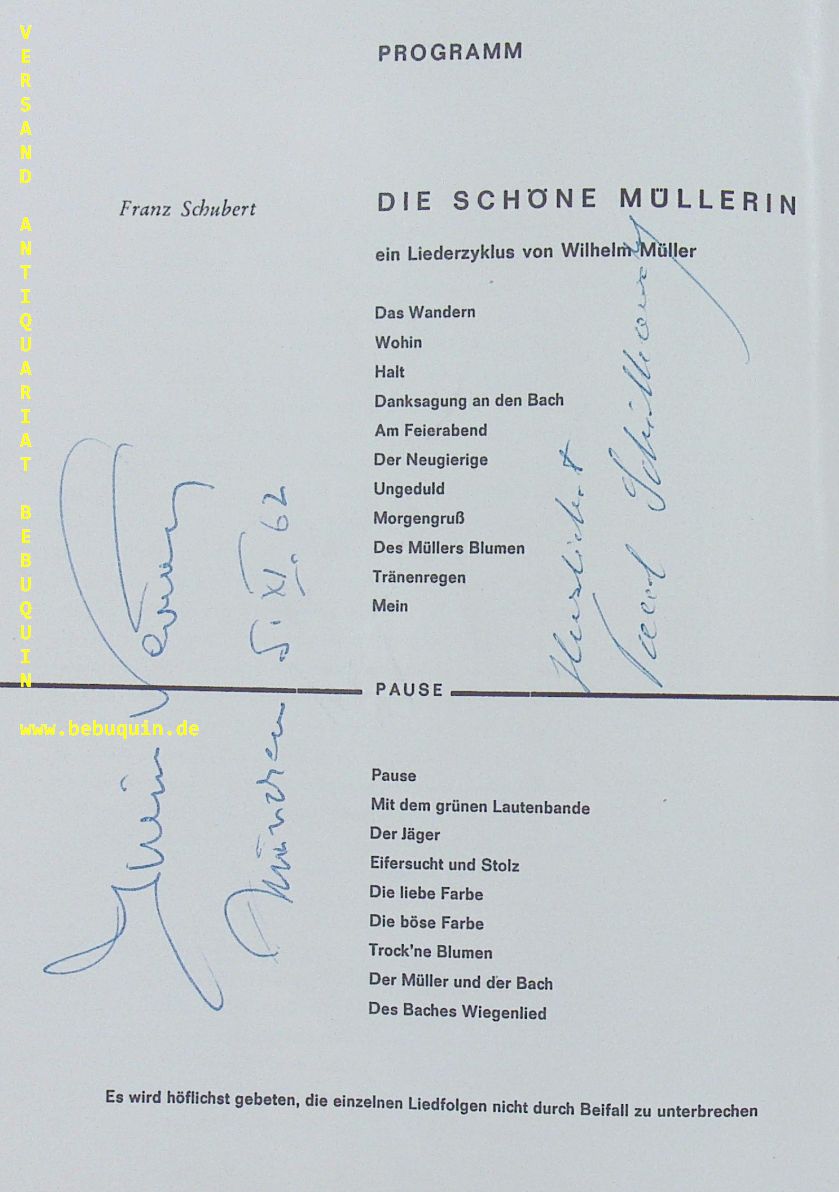 VERSAND ANTIQUARIAT BEBUQUIN
www.bebuquin.de
PROGRAMM
Franz Schubert
DIE SCHÖNE MÜLLERIN
ein Liederzyklus von Wilhelm Müller
Das Wandern
Wohin
Halt
Danksagung an den Bach
Am Feierabend
Der Neugierige
Ungeduld
Morgengruß
Des Müllers Blumen
Tränenregen
Mein
PAUSE
Pause
Mit dem grünen Lautenbande
Der Jäger
Eifersucht und Stolz
Die liebe Farbe
Die böse Farbe
Trock'ne Blumen
Der Müller und der Bach
Des Baches Wiegenlied
Es wird höflichst gebeten, die einzelnen Liedfolgen nicht durch Beifall zu unterbrechen
München 5. XI. 62
Herzlichst